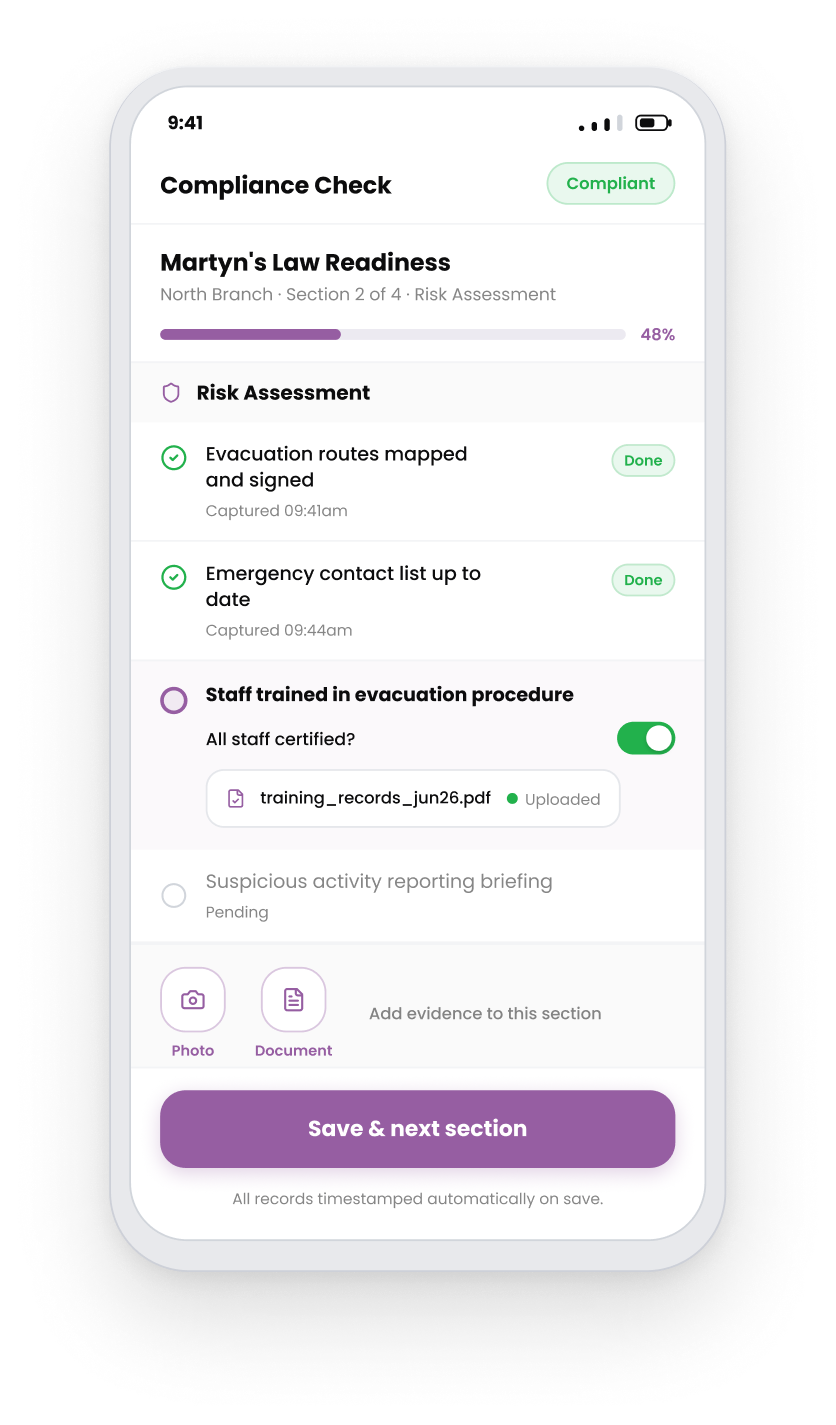 9:41
Compliance Check
Compliant
Martyn's Law Readiness
North Branch · Section 2 of 4 · Risk Assessment
48%
Risk Assessment
Evacuation routes mapped
and signed
Done
Captured 09:41am
Emergency contact list up to
date
Done
Captured 09:44am
Staff trained in evacuation procedure
All staff certified?
training_records_jun26.pdf
Uploaded
Suspicious activity reporting briefing
Pending
Photo
Document
Add evidence to this section
Save & next section
All records timestamped automatically on save.